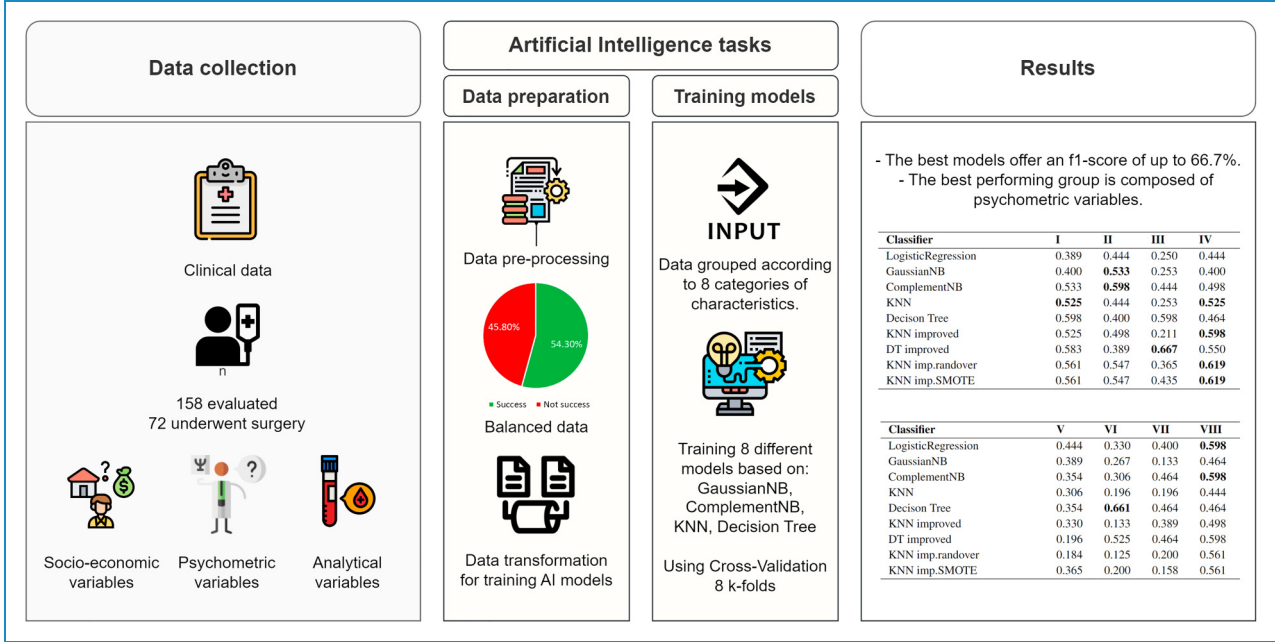 Data collection
Clinical data
n
158 evaluated
72 underwent surgery
?
$
Ψ
?
Socio-economic
variables
Psychometric
variables
Analytical
variables
Artificial Intelligence tasks
Data preparation
Data pre-processing
45.80%
54.30%
Success Not success
Balanced data
Data transformation
for training AI models
Training models
INPUT
Data grouped according
to 8 categories of
characteristics.
Training 8 different
models based on:
GaussianNB,
ComplementNB,
KNN, Decision Tree
Using Cross-Validation
8 k-folds
Results
- The best models offer an f1-score of up to 66.7%.
- The best performing group is composed of
psychometric variables.
Classifier I II III IV
LogisticRegression 0.389 0.444 0.250 0.444
GaussianNB 0.400 0.533 0.253 0.400
ComplementNB 0.533 0.598 0.444 0.498
KNN 0.525 0.444 0.253 0.525
Decison Tree 0.598 0.400 0.598 0.464
KNN improved 0.525 0.498 0.211 0.598
DT improved 0.583 0.389 0.667 0.550
KNN imp.randover 0.561 0.547 0.365 0.619
KNN imp.SMOTE 0.561 0.547 0.435 0.619
Classifier V VI VII VIII
LogisticRegression 0.444 0.330 0.400 0.598
GaussianNB 0.389 0.267 0.133 0.464
ComplementNB 0.354 0.306 0.464 0.598
KNN 0.306 0.196 0.196 0.444
Decison Tree 0.354 0.661 0.464 0.464
KNN improved 0.330 0.133 0.389 0.498
DT improved 0.196 0.525 0.464 0.598
KNN imp.randover 0.184 0.125 0.200 0.561
KNN imp.SMOTE 0.365 0.200 0.158 0.561